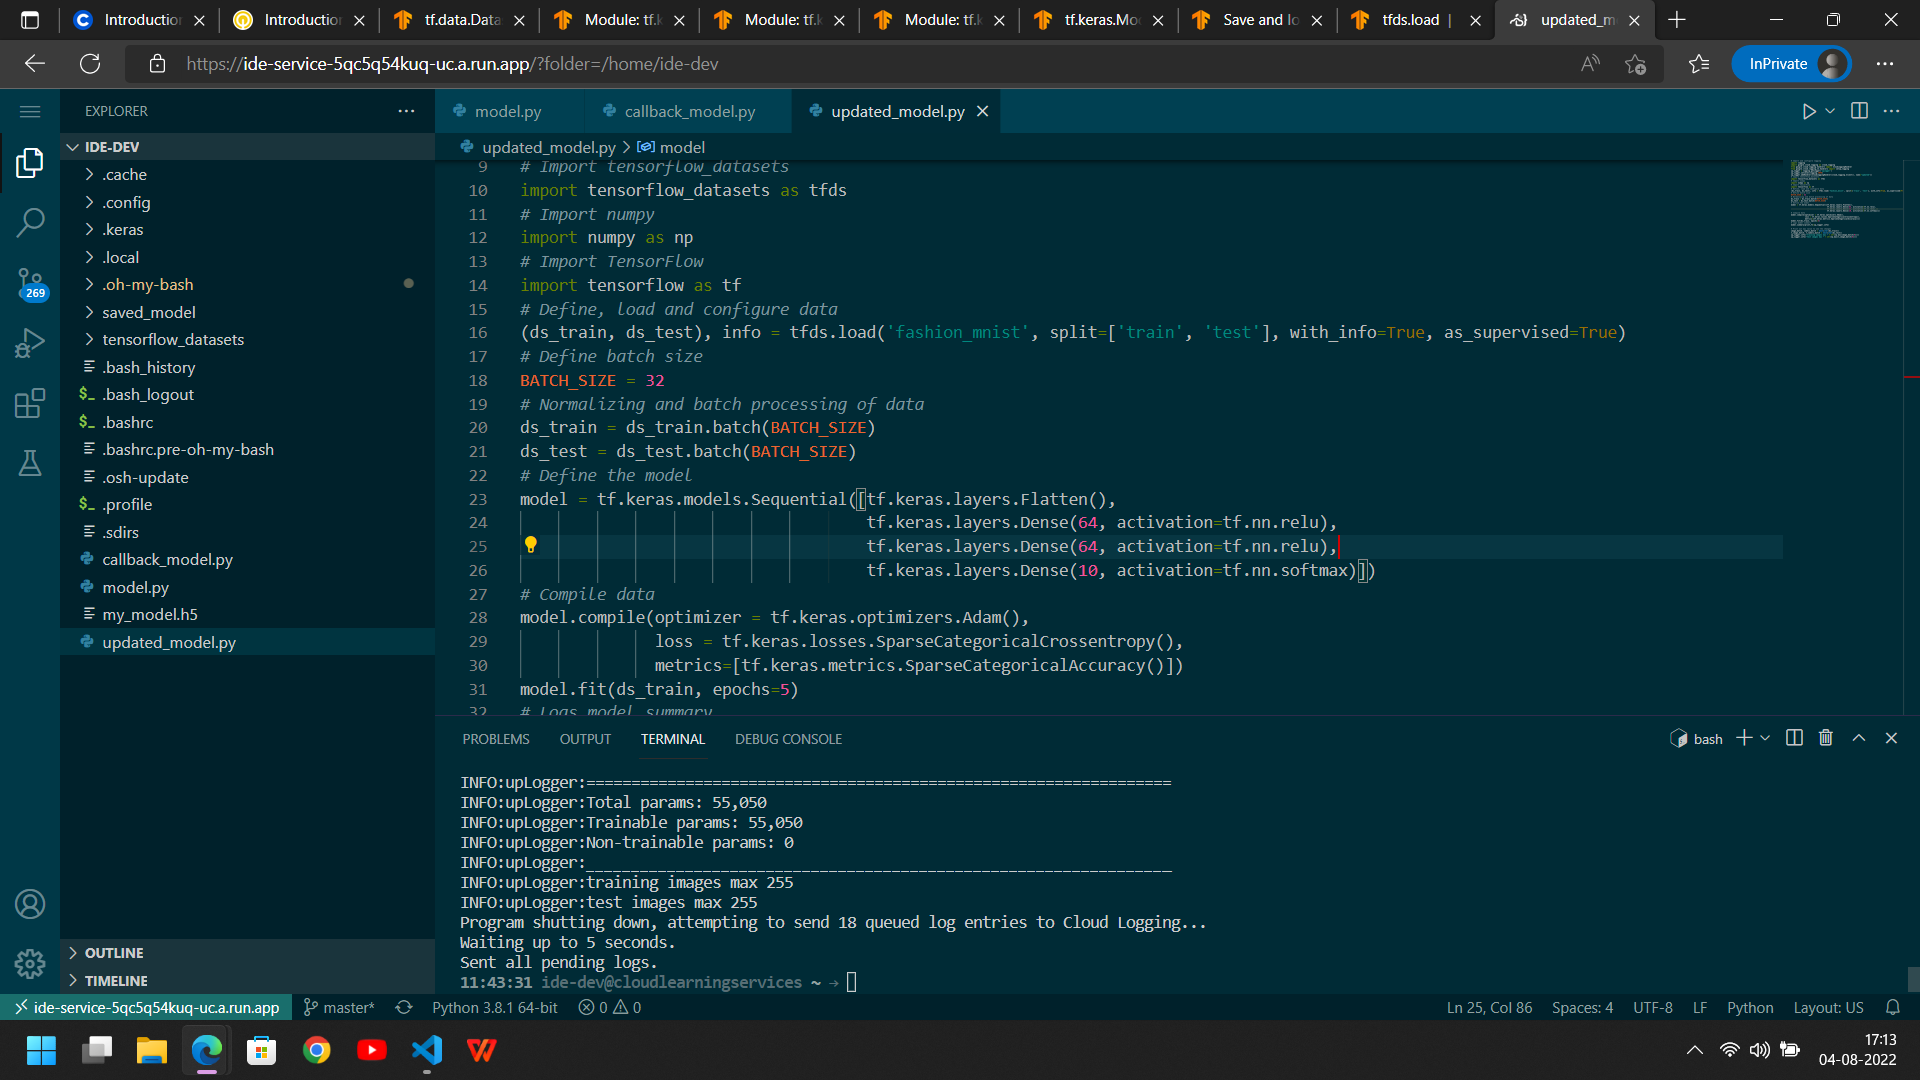 Introduction
Introduction
tf.data.Data
Module: tf.k
Module: tf.k
Module: tf.k
tf.keras.Mo
Save and lo
tfds.load |
updated_m
https://ide-service-5qc5q54kuq-uc.a.run.app/?folder=/home/ide-dev
InPrivate
EXPLORER
IDE-DEV
.cache
.config
.keras
.local
.oh-my-bash
saved_model
tensorflow_datasets
.bash_history
.bash_logout
.bashrc
.bashrc.pre-oh-my-bash
.osh-update
.profile
.sdirs
callback_model.py
model.py
my_model.h5
updated_model.py
OUTLINE
TIMELINE
269
model.py
callback_model.py
updated_model.py
updated_model.py > model
9 # Import tensorflow_datasets
10 import tensorflow_datasets as tfds
11 # Import numpy
12 import numpy as np
13 # Import TensorFlow
14 import tensorflow as tf
15 # Define, load and configure data
16 (ds_train, ds_test), info = tfds.load('fashion_mnist', split=['train', 'test'], with_info=True, as_supervised=True)
17 # Define batch size
18 BATCH_SIZE = 32
19 # Normalizing and batch processing of data
20 ds_train = ds_train.batch(BATCH_SIZE)
21 ds_test = ds_test.batch(BATCH_SIZE)
22 # Define the model
23 model = tf.keras.models.Sequential([tf.keras.layers.Flatten(),
24 tf.keras.layers.Dense(64, activation=tf.nn.relu),
25 tf.keras.layers.Dense(64, activation=tf.nn.relu),
26 tf.keras.layers.Dense(10, activation=tf.nn.softmax)])
27 # Compile data
28 model.compile(optimizer = tf.keras.optimizers.Adam(),
29 loss = tf.keras.losses.SparseCategoricalCrossentropy(),
30 metrics=[tf.keras.metrics.SparseCategoricalAccuracy()])
31 model.fit(ds_train, epochs=5)
32 # Logs model summary
PROBLEMS OUTPUT TERMINAL DEBUG CONSOLE
bash
INFO:upLogger:=================================================================
INFO:upLogger:Total params: 55,050
INFO:upLogger:Trainable params: 55,050
INFO:upLogger:Non-trainable params: 0
INFO:upLogger:_________________________________________________________________
INFO:upLogger:training images max 255
INFO:upLogger:test images max 255
Program shutting down, attempting to send 18 queued log entries to Cloud Logging...
Waiting up to 5 seconds.
Sent all pending logs.
11:43:31 ide-dev@cloudlearningservices ~ →
ide-service-5qc5q54kuq-uc.a.run.app master* Python 3.8.1 64-bit 0 0 Ln 25, Col 86 Spaces: 4 UTF-8 LF Python Layout: US
17:13
04-08-2022